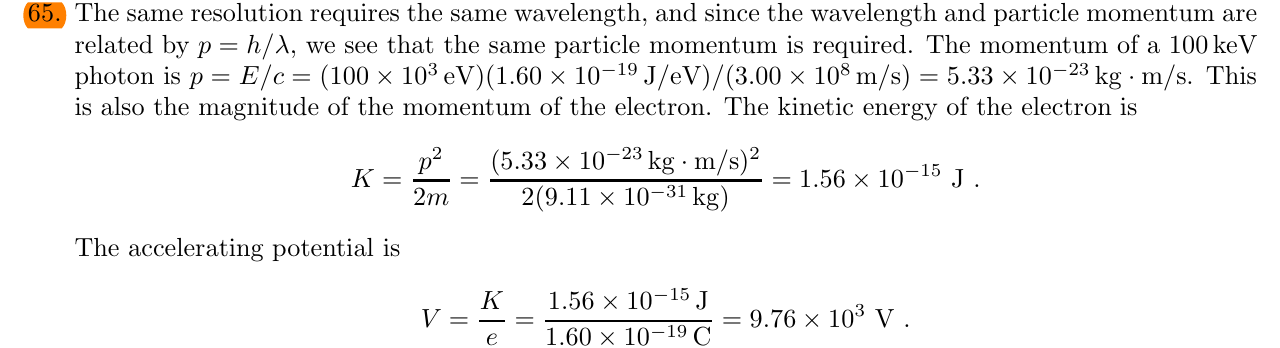 65. The same resolution requires the same wavelength, and since the wavelength and particle momentum are
related by p = h/λ, we see that the same particle momentum is required. The momentum of a 100 keV
photon is p = E/c = (100 × 10³ eV)(1.60 × 10⁻¹⁹ J/eV)/(3.00 × 10⁸ m/s) = 5.33 × 10⁻²³ kg · m/s. This
is also the magnitude of the momentum of the electron. The kinetic energy of the electron is
K = p²/2m = (5.33 × 10⁻²³ kg · m/s)²/2(9.11 × 10⁻³¹ kg) = 1.56 × 10⁻¹⁵ J .
The accelerating potential is
V = K/e = 1.56 × 10⁻¹⁵ J/1.60 × 10⁻¹⁹ C = 9.76 × 10³ V .